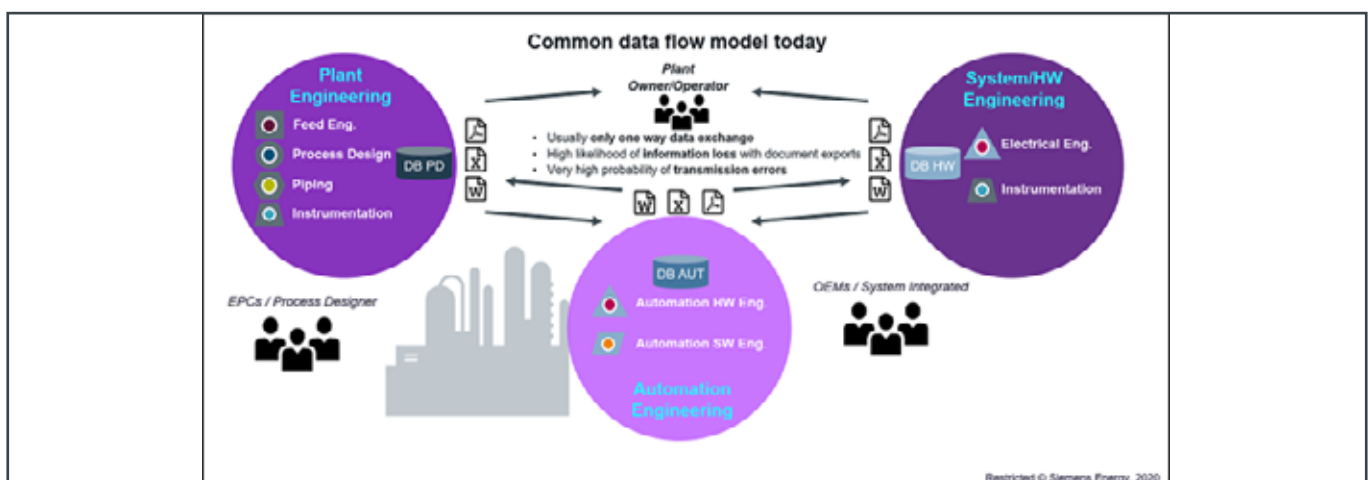 Common data flow model today
Plant
Engineering
Feed Eng.
Process Design
Piping
Instrumentation
DB PD
Plant
Owner/Operator
• Usually only one way data exchange
• High likelihood of information loss with document exports
• Very high probability of transmission errors
System/HW
Engineering
DB HW
Electrical Eng.
Instrumentation
W X
X
W
X
W
DB AUT
Automation HW Eng.
Automation SW Eng.
Automation
Engineering
EPCs / Process Designer
OEMs / System Integrated
Restricted © Siemens Energy, 2020